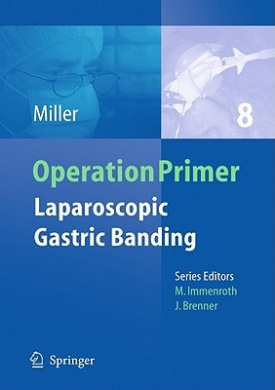 Miller
8
OperationPrimer
Laparoscopic
Gastric Banding
Series Editors
M. Immenroth
J. Brenner
Springer